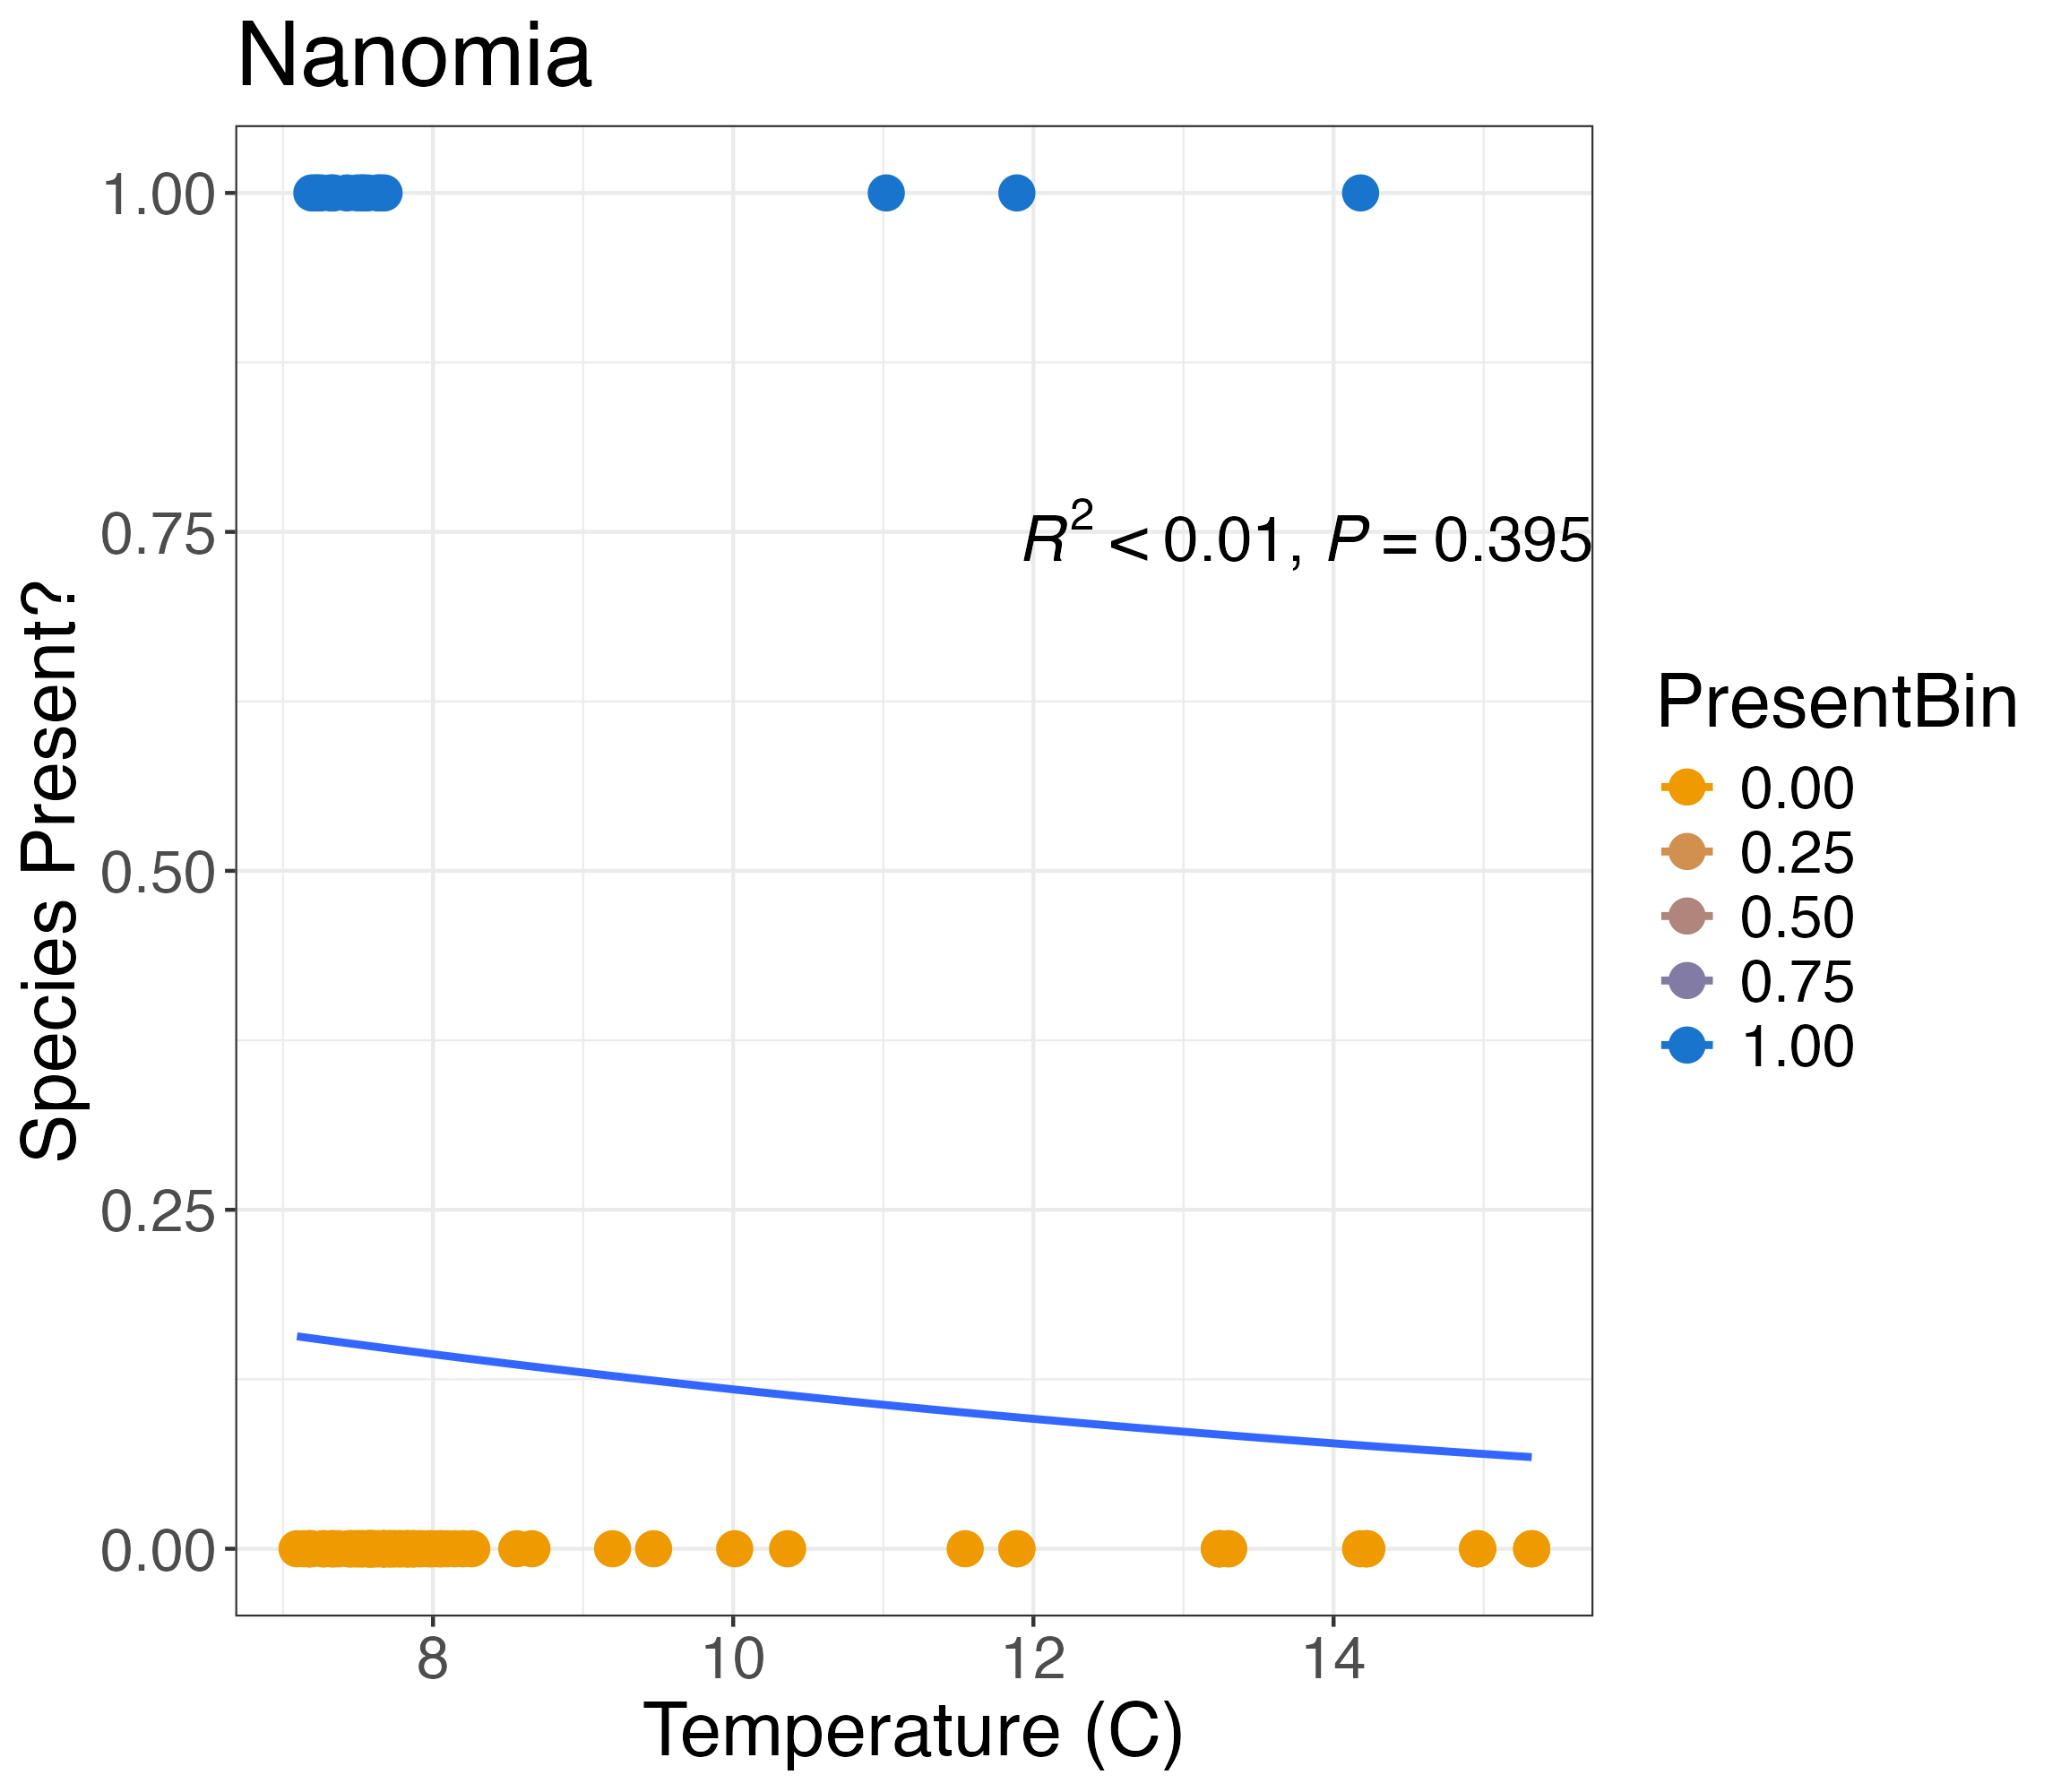 Nanomia
1.00
0.75
0.50
0.25
0.00
Species Present?
R² < 0.01, P = 0.395
8 10 12 14
Temperature (C)
PresentBin
0.00
0.25
0.50
0.75
1.00